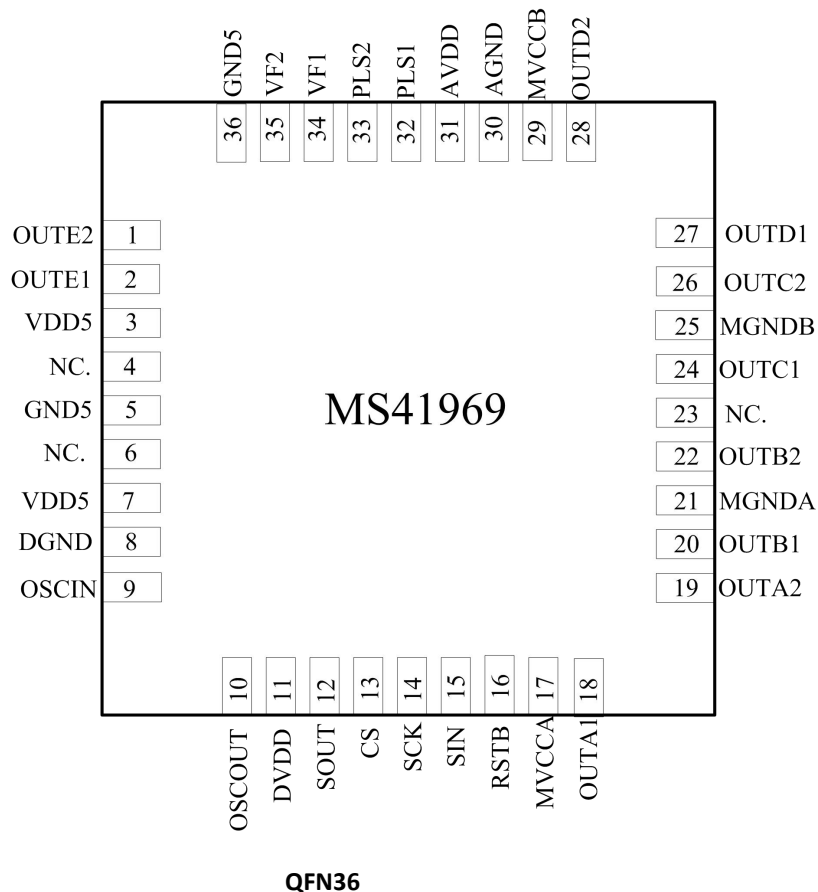 GND5
VF2
VF1
PLS2
PLS1
AVDD
AGND
MVCCB
OUTD2
36
35
34
33
32
31
30
29
28
OUTE2 1
OUTE1 2
VDD5 3
NC. 4
GND5 5
NC. 6
VDD5 7
DGND 8
OSCIN 9
MS41969
27 OUTD1
26 OUTC2
25 MGNDB
24 OUTC1
23 NC.
22 OUTB2
21 MGNDA
20 OUTB1
19 OUTA2
10
11
12
13
14
15
16
17
18
OSCOUT
DVDD
SOUT
CS
SCK
SIN
RSTB
MVCCA
OUTA1
QFN36